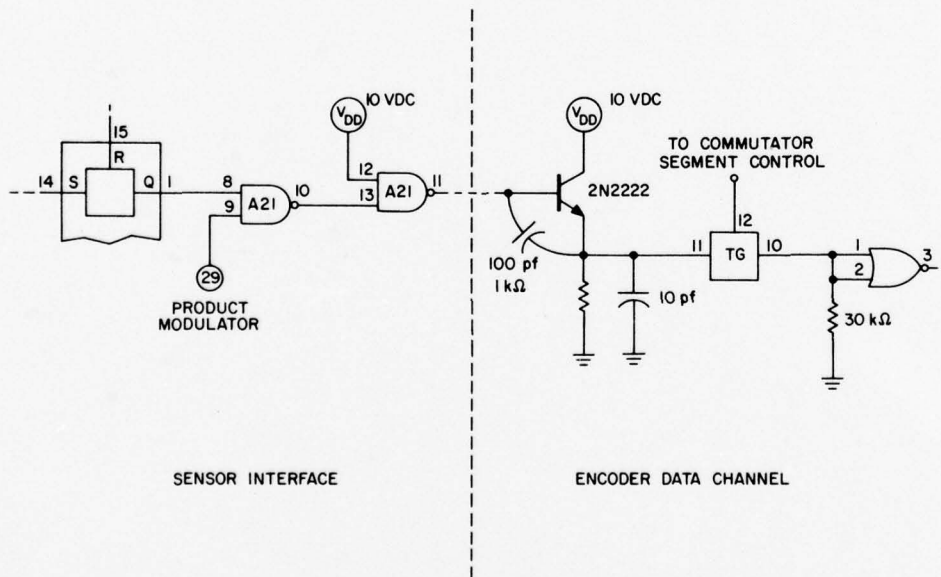 10 VDC
V_DD
15
R
14
S
Q
1
8
9
A21
10
29
PRODUCT
MODULATOR
12
13
A21
11
10 VDC
V_DD
2N2222
100 pf
1 kΩ
10 pf
TO COMMUTATOR
SEGMENT CONTROL
12
11
TG
10
1
2
3
30 kΩ
SENSOR INTERFACE
ENCODER DATA CHANNEL